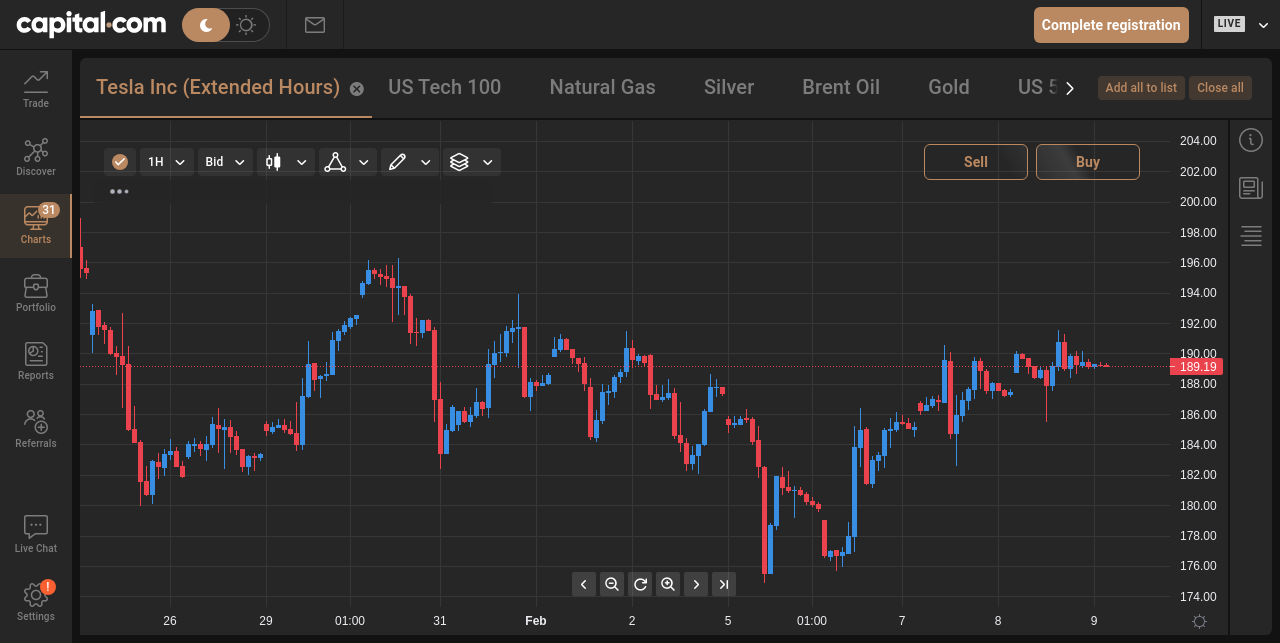 capital.com
Complete registration
LIVE
Trade
Discover
31
Charts
Portfolio
Reports
Referrals
Live Chat
!
Settings
Tesla Inc (Extended Hours) US Tech 100 Natural Gas Silver Brent Oil Gold US 5 Add all to list Close all
1H Bid Sell Buy
204.00
202.00
200.00
198.00
196.00
194.00
192.00
190.00
189.19
188.00
186.00
184.00
182.00
180.00
178.00
176.00
174.00
26 29 01:00 31 Feb 2 5 01:00 7 8 9